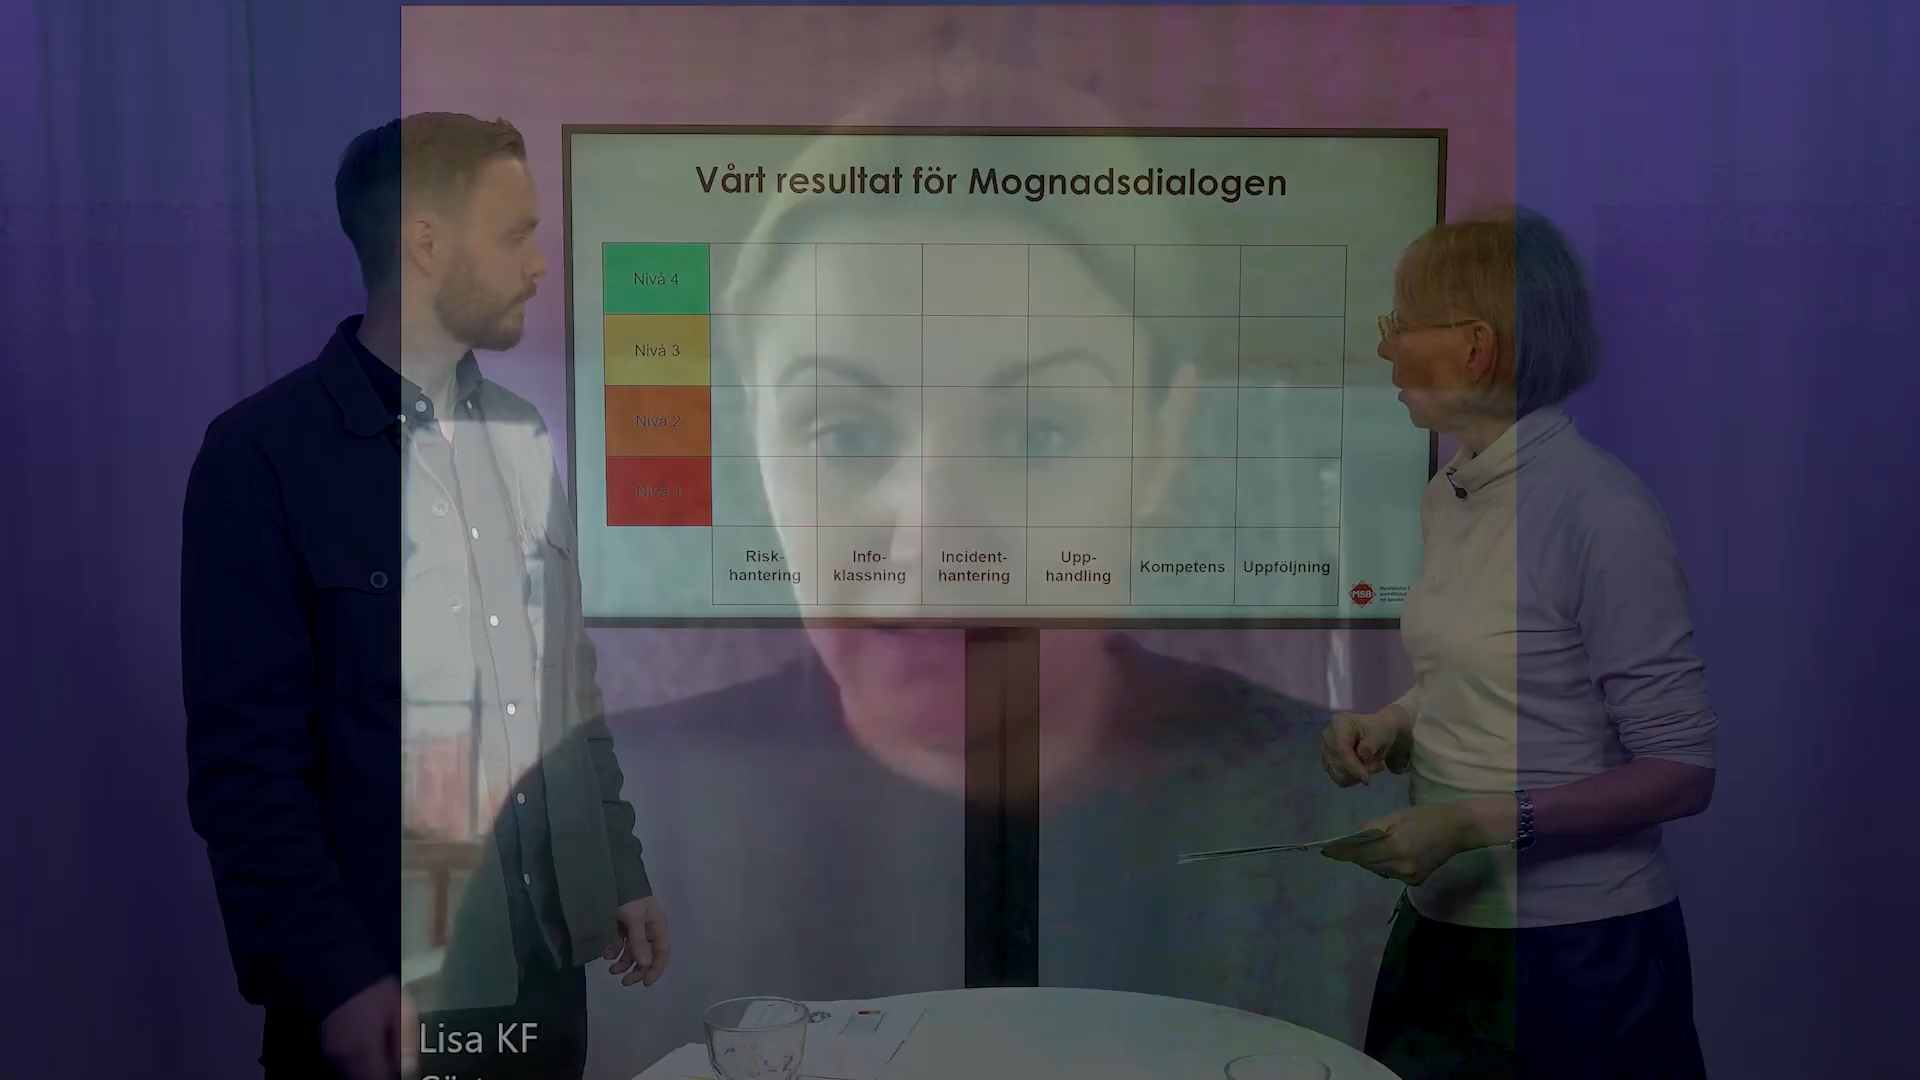 Vårt resultat för Mognadsdialogen
Nivå 4
Nivå 3
Nivå 2
Nivå 1
Risk-
hantering
Info-
klassning
Incident-
hantering
Upp-
handling
Kompetens
Uppföljning
MSB
Lisa KF